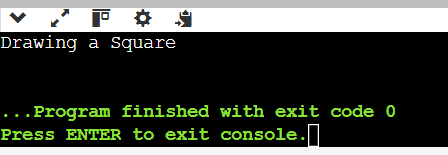 Drawing a Square
...Program finished with exit code 0
Press ENTER to exit console.